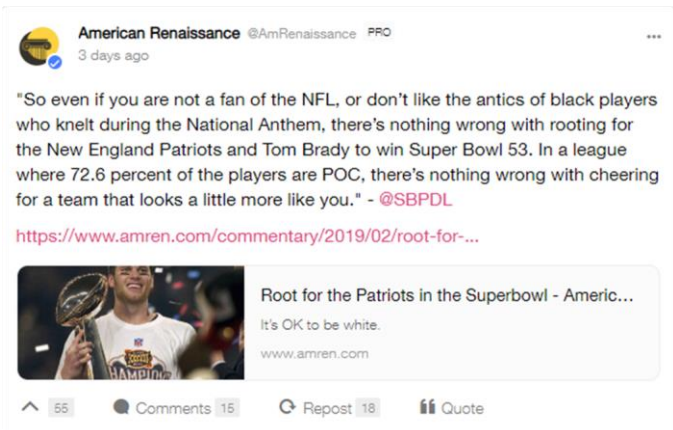 American Renaissance @AmRenaissance PRO
3 days ago
"So even if you are not a fan of the NFL, or don't like the antics of black players
who knelt during the National Anthem, there's nothing wrong with rooting for
the New England Patriots and Tom Brady to win Super Bowl 53. In a league
where 72.6 percent of the players are POC, there's nothing wrong with cheering
for a team that looks a little more like you." - @SBPDL
https://www.amren.com/commentary/2019/02/root-for-...
Root for the Patriots in the Superbowl - Americ...
It's OK to be white.
www.amren.com
55 Comments 15 Repost 18 Quote